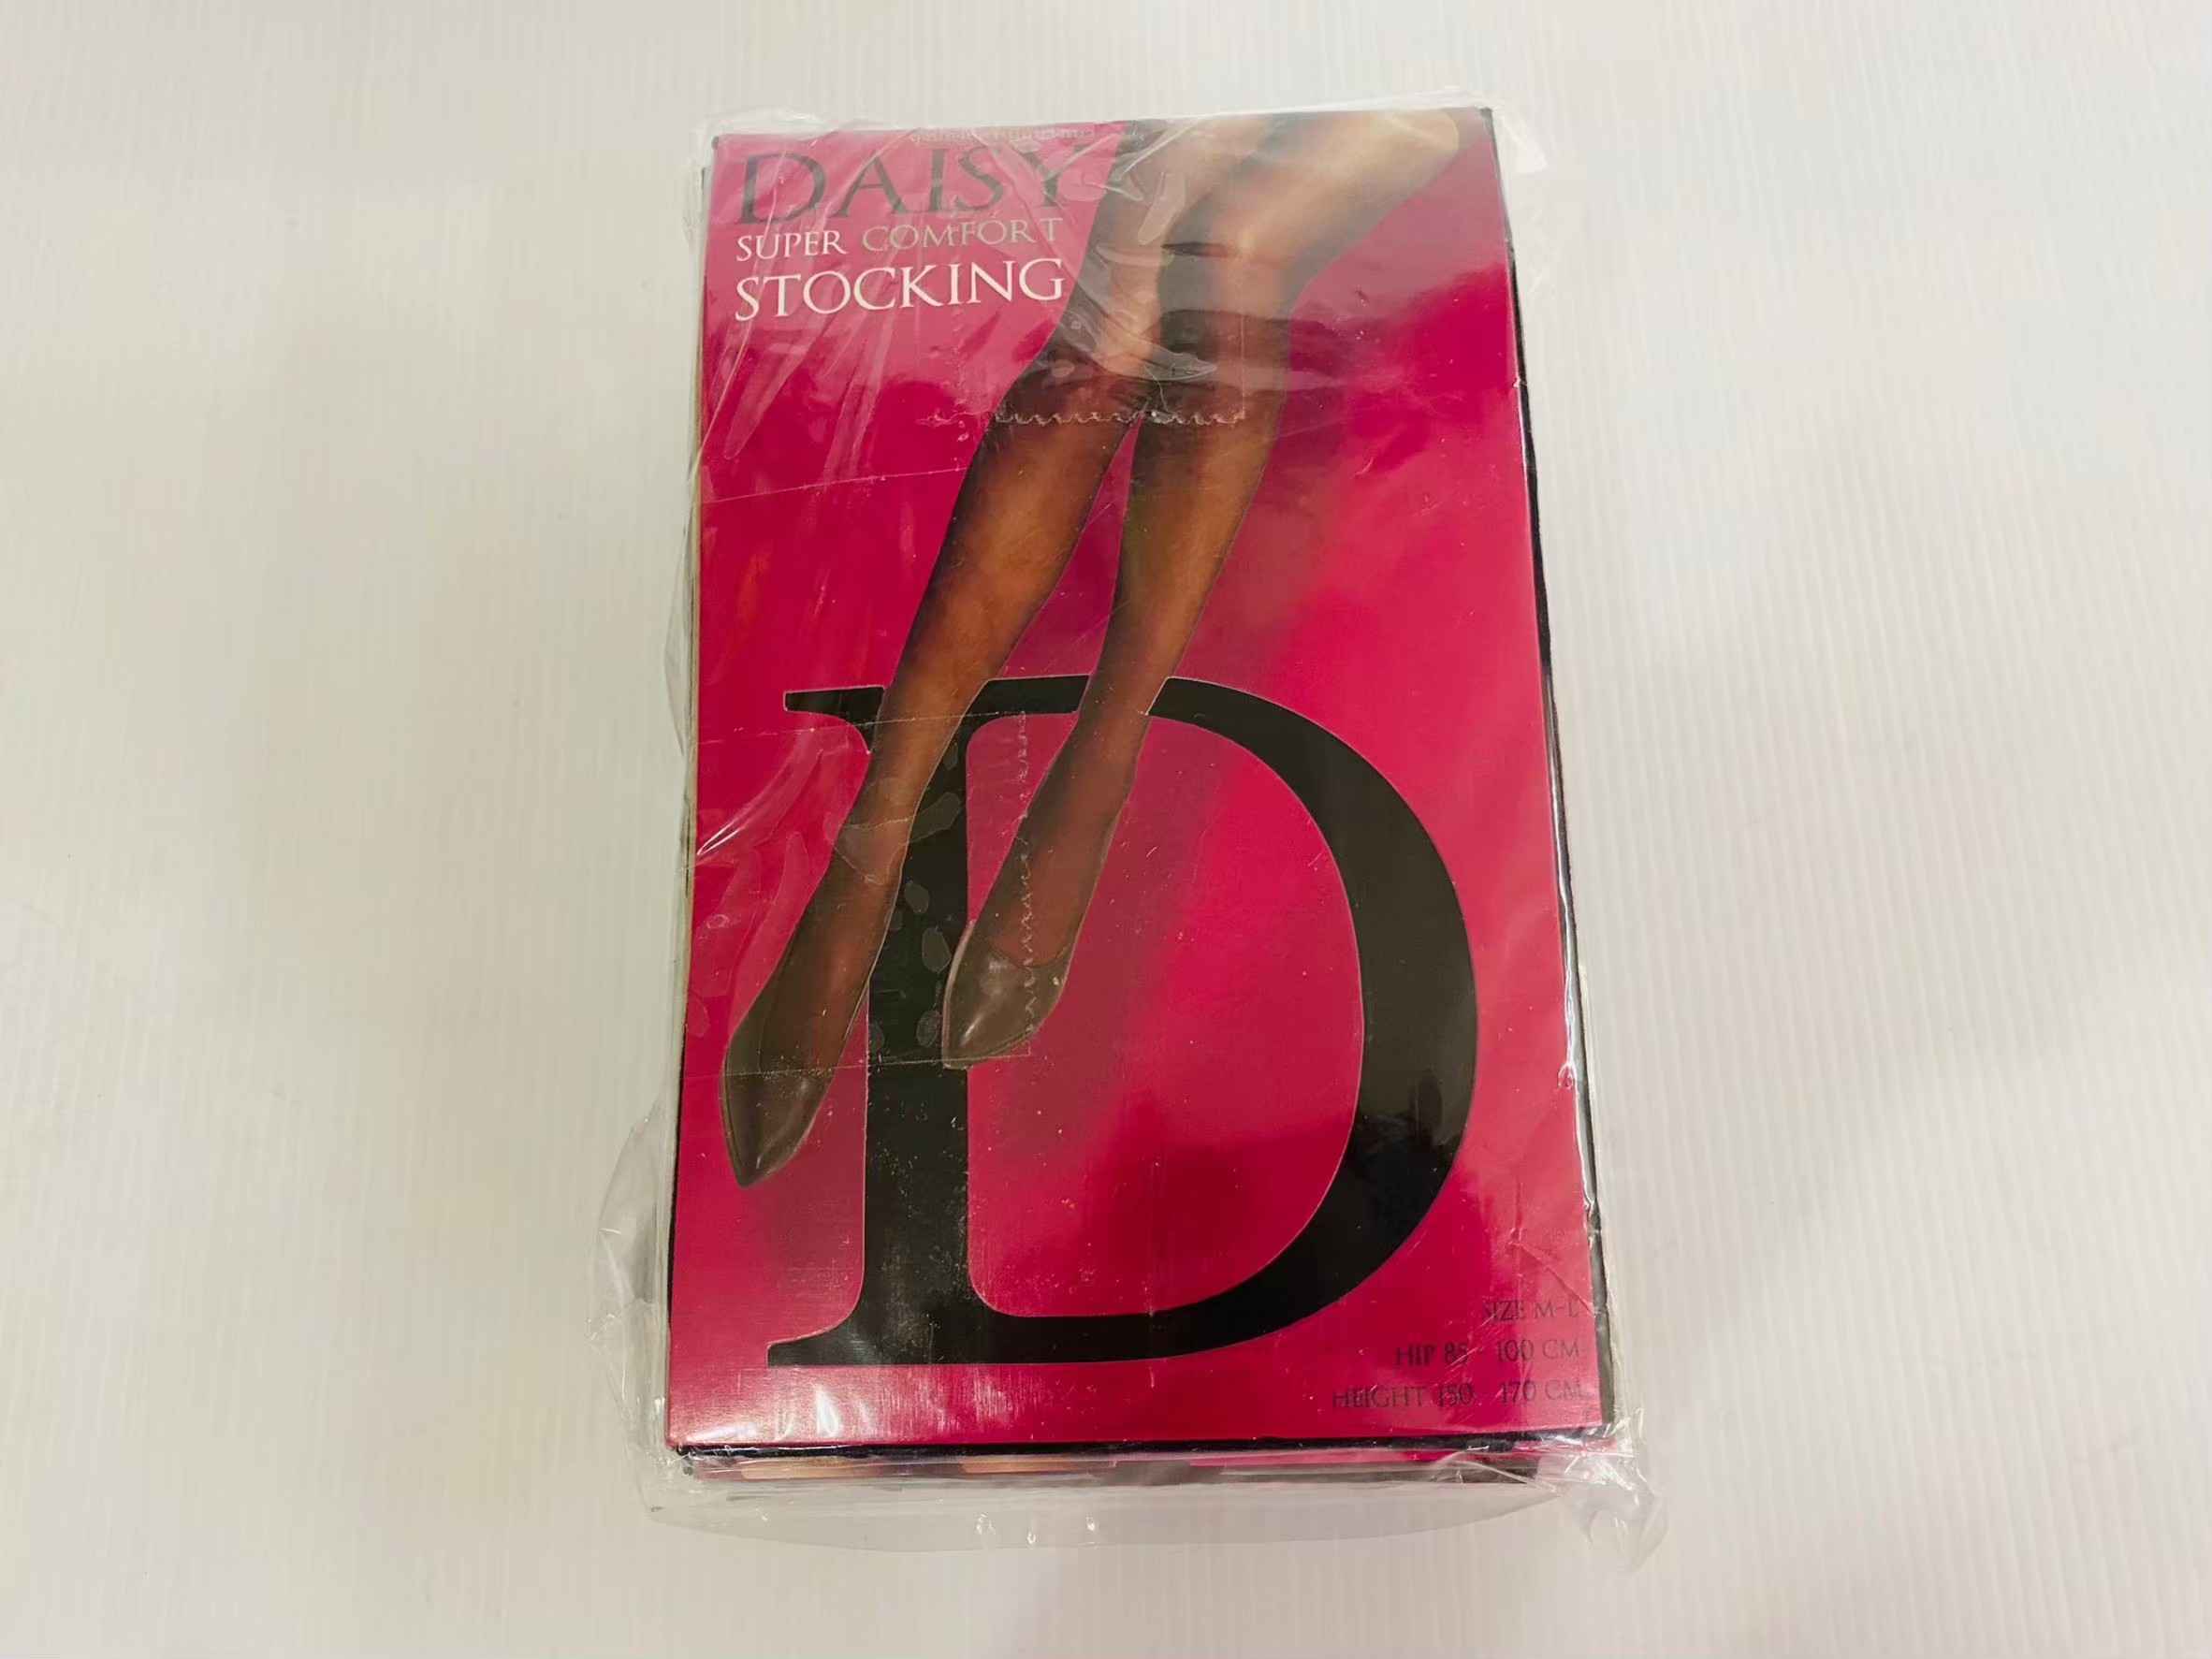 DAISY
SUPER COMFORT
STOCKING
D
SIZE M-L
HIP 85 - 100 CM
HEIGHT 150 - 170 CM